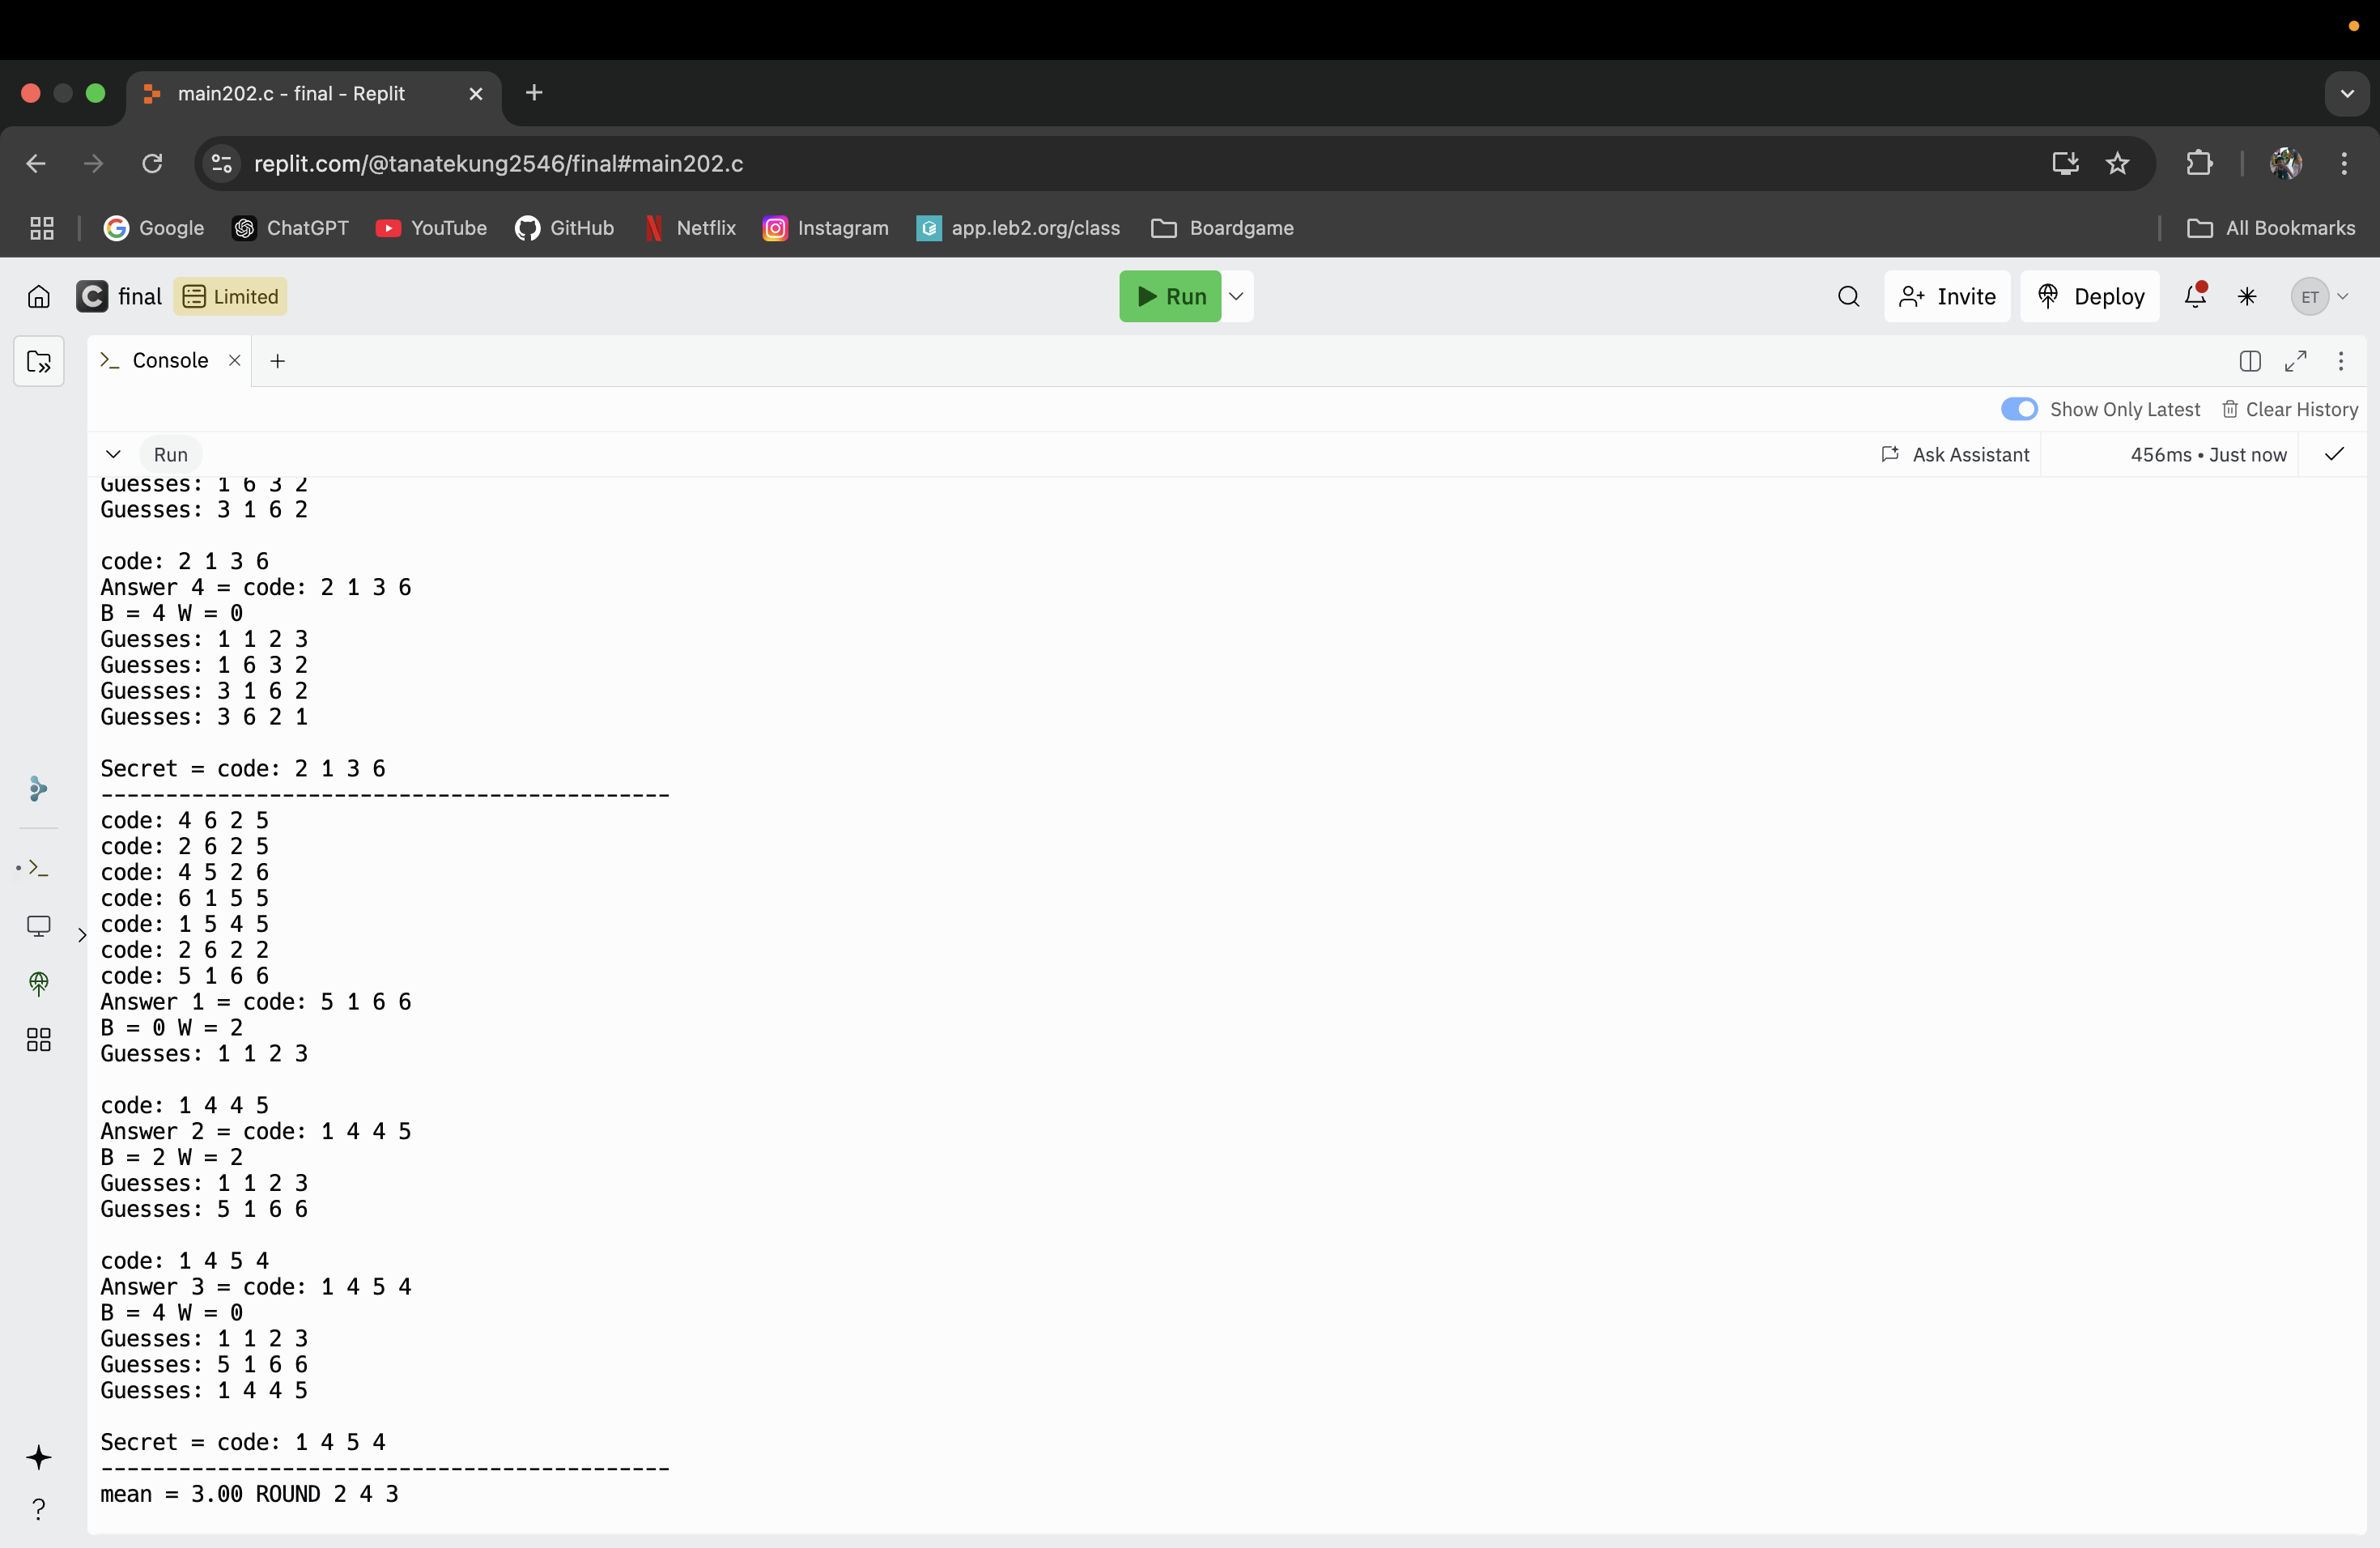 main202.c - final - Replit
replit.com/@tanatekung2546/final#main202.c
Google ChatGPT YouTube GitHub Netflix Instagram app.leb2.org/class Boardgame All Bookmarks
final Limited Run Invite Deploy ET
Console
Show Only Latest Clear History
Run Ask Assistant 456ms • Just now
Guesses: 1 6 3 2
Guesses: 3 1 6 2
code: 2 1 3 6
Answer 4 = code: 2 1 3 6
B = 4 W = 0
Guesses: 1 1 2 3
Guesses: 1 6 3 2
Guesses: 3 1 6 2
Guesses: 3 6 2 1
Secret = code: 2 1 3 6
--------------------------------------------
code: 4 6 2 5
code: 2 6 2 5
code: 4 5 2 6
code: 6 1 5 5
code: 1 5 4 5
code: 2 6 2 2
code: 5 1 6 6
Answer 1 = code: 5 1 6 6
B = 0 W = 2
Guesses: 1 1 2 3
code: 1 4 4 5
Answer 2 = code: 1 4 4 5
B = 2 W = 2
Guesses: 1 1 2 3
Guesses: 5 1 6 6
code: 1 4 5 4
Answer 3 = code: 1 4 5 4
B = 4 W = 0
Guesses: 1 1 2 3
Guesses: 5 1 6 6
Guesses: 1 4 4 5
Secret = code: 1 4 5 4
--------------------------------------------
mean = 3.00 ROUND 2 4 3